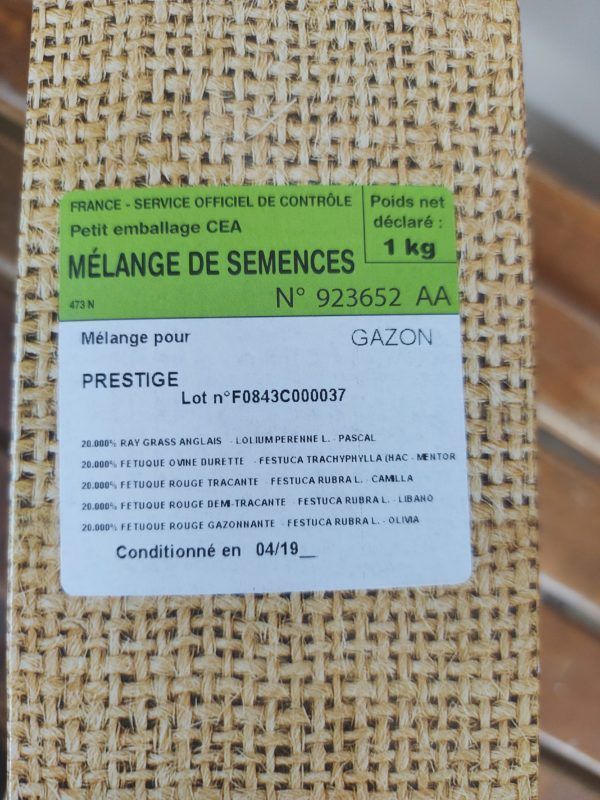 FRANCE - SERVICE OFFICIEL DE CONTRÔLE
Petit emballage CEA
Poids net
déclaré :
1 kg
MÉLANGE DE SEMENCES
473 N
N° 923652 AA
Mélange pour GAZON
PRESTIGE
Lot n°F0843C000037
20.000% RAY GRASS ANGLAIS - LOLIUM PERENNE L. - PASCAL
20.000% FETUQUE OVINE DURETTE - FESTUCA TRACHYPHYLLA (HAC - MENTOR
20.000% FETUQUE ROUGE TRACANTE - FESTUCA RUBRA L. - CAMILLA
20.000% FETUQUE ROUGE DEMI-TRACANTE - FESTUCA RUBRA L. - LIBANO
20.000% FETUQUE ROUGE GAZONNANTE - FESTUCA RUBRA L. - OLIVIA
Conditionné en 04/19__